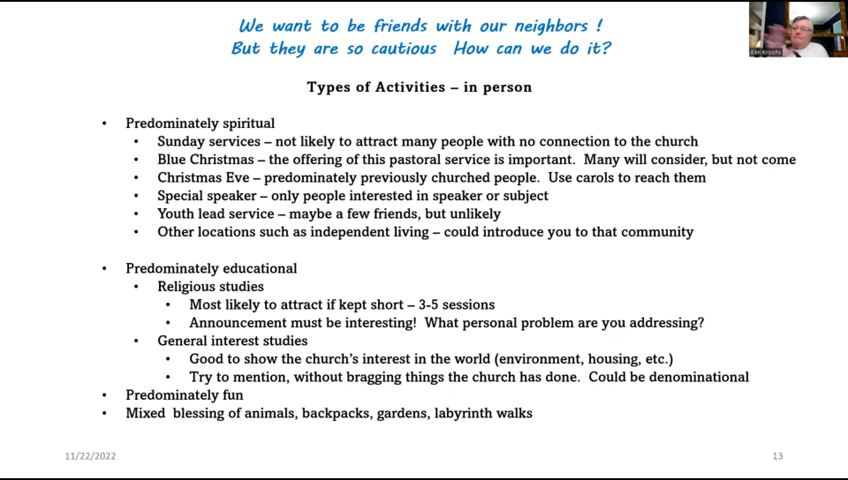 We want to be friends with our neighbors !
But they are so cautious How can we do it?
Types of Activities – in person
• Predominately spiritual
• Sunday services – not likely to attract many people with no connection to the church
• Blue Christmas – the offering of this pastoral service is important. Many will consider, but not come
• Christmas Eve – predominately previously churched people. Use carols to reach them
• Special speaker – only people interested in speaker or subject
• Youth lead service – maybe a few friends, but unlikely
• Other locations such as independent living – could introduce you to that community
• Predominately educational
• Religious studies
• Most likely to attract if kept short – 3-5 sessions
• Announcement must be interesting! What personal problem are you addressing?
• General interest studies
• Good to show the church's interest in the world (environment, housing, etc.)
• Try to mention, without bragging things the church has done. Could be denominational
• Predominately fun
• Mixed blessing of animals, backpacks, gardens, labyrinth walks
11/22/2022
13